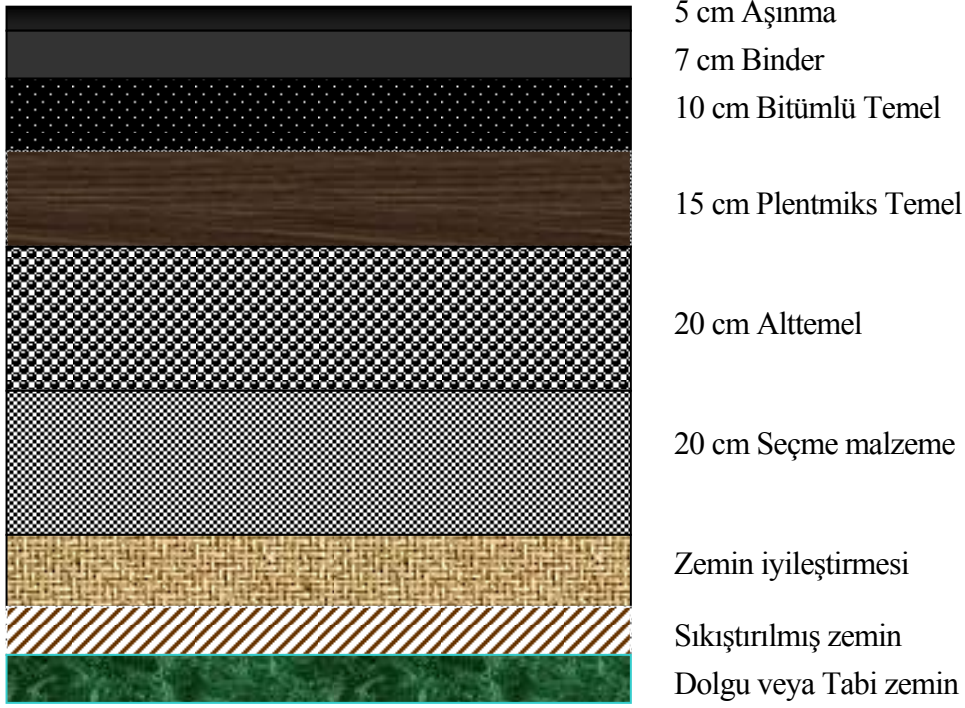 5 cm Aşınma
7 cm Binder
10 cm Bitümlü Temel
15 cm Plentmiks Temel
20 cm Alttemel
20 cm Seçme malzeme
Zemin iyileştirmesi
Sıkıştırılmış zemin
Dolgu veya Tabi zemin